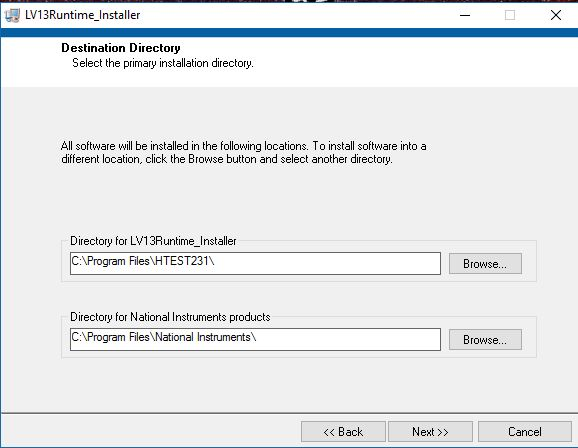 LV13Runtime_Installer
Destination Directory
Select the primary installation directory.
All software will be installed in the following locations. To install software into a
different location, click the Browse button and select another directory.
Directory for LV13Runtime_Installer
C:\Program Files\HTEST231\
Browse...
Directory for National Instruments products
C:\Program Files\National Instruments\
Browse...
<< Back
Next >>
Cancel